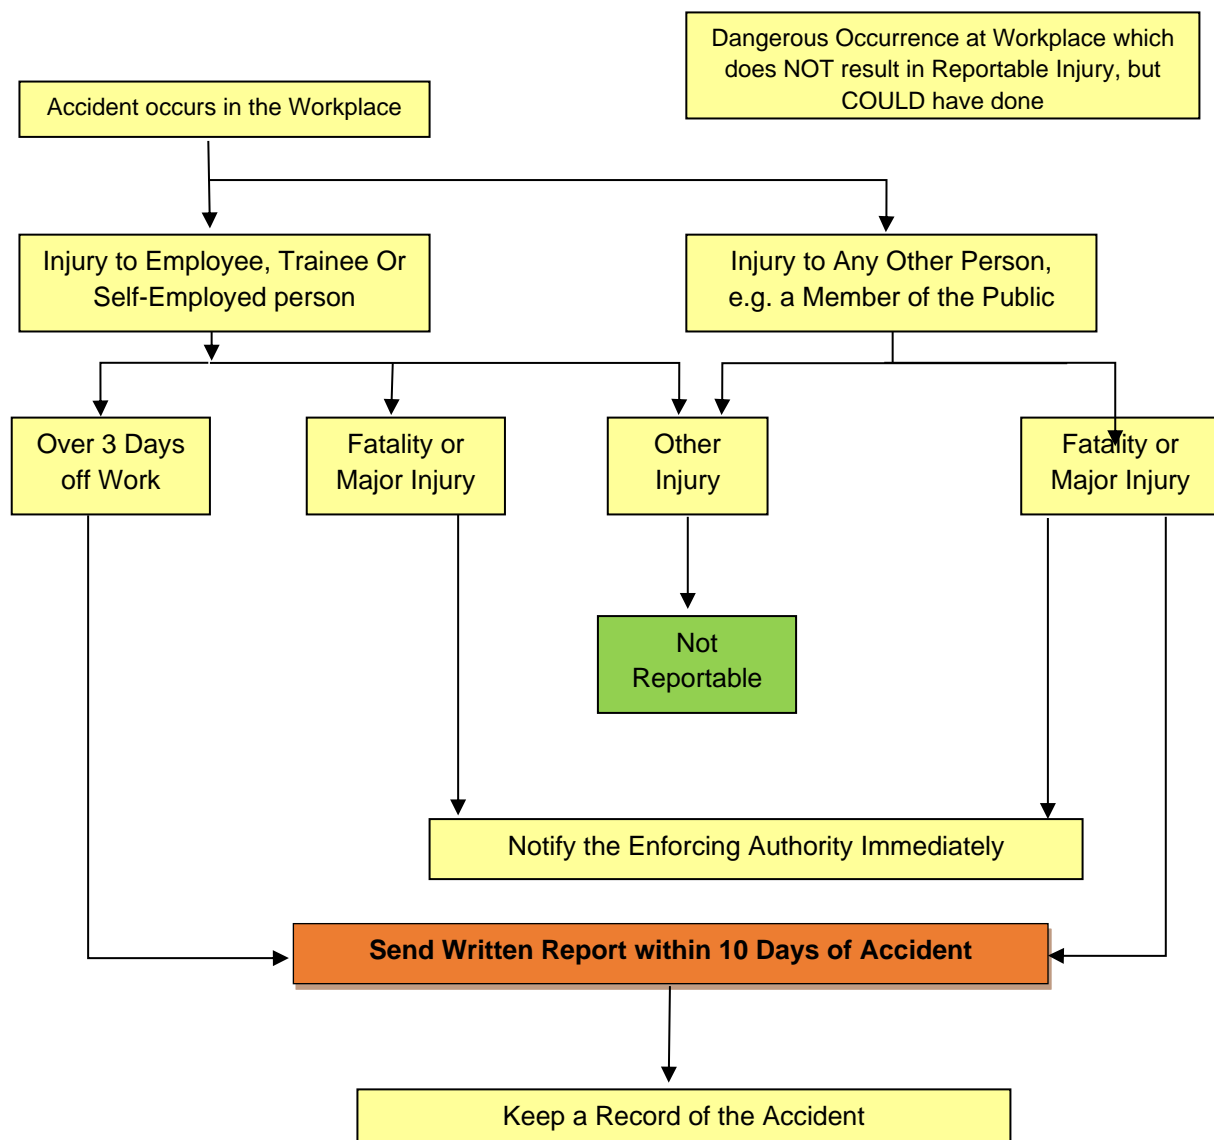 Dangerous Occurrence at Workplace which
does NOT result in Reportable Injury, but
COULD have done
Accident occurs in the Workplace
Injury to Employee, Trainee Or
Self-Employed person
Injury to Any Other Person,
e.g. a Member of the Public
Over 3 Days
off Work
Fatality or
Major Injury
Other
Injury
Fatality or
Major Injury
Not
Reportable
Notify the Enforcing Authority Immediately
Send Written Report within 10 Days of Accident
Keep a Record of the Accident